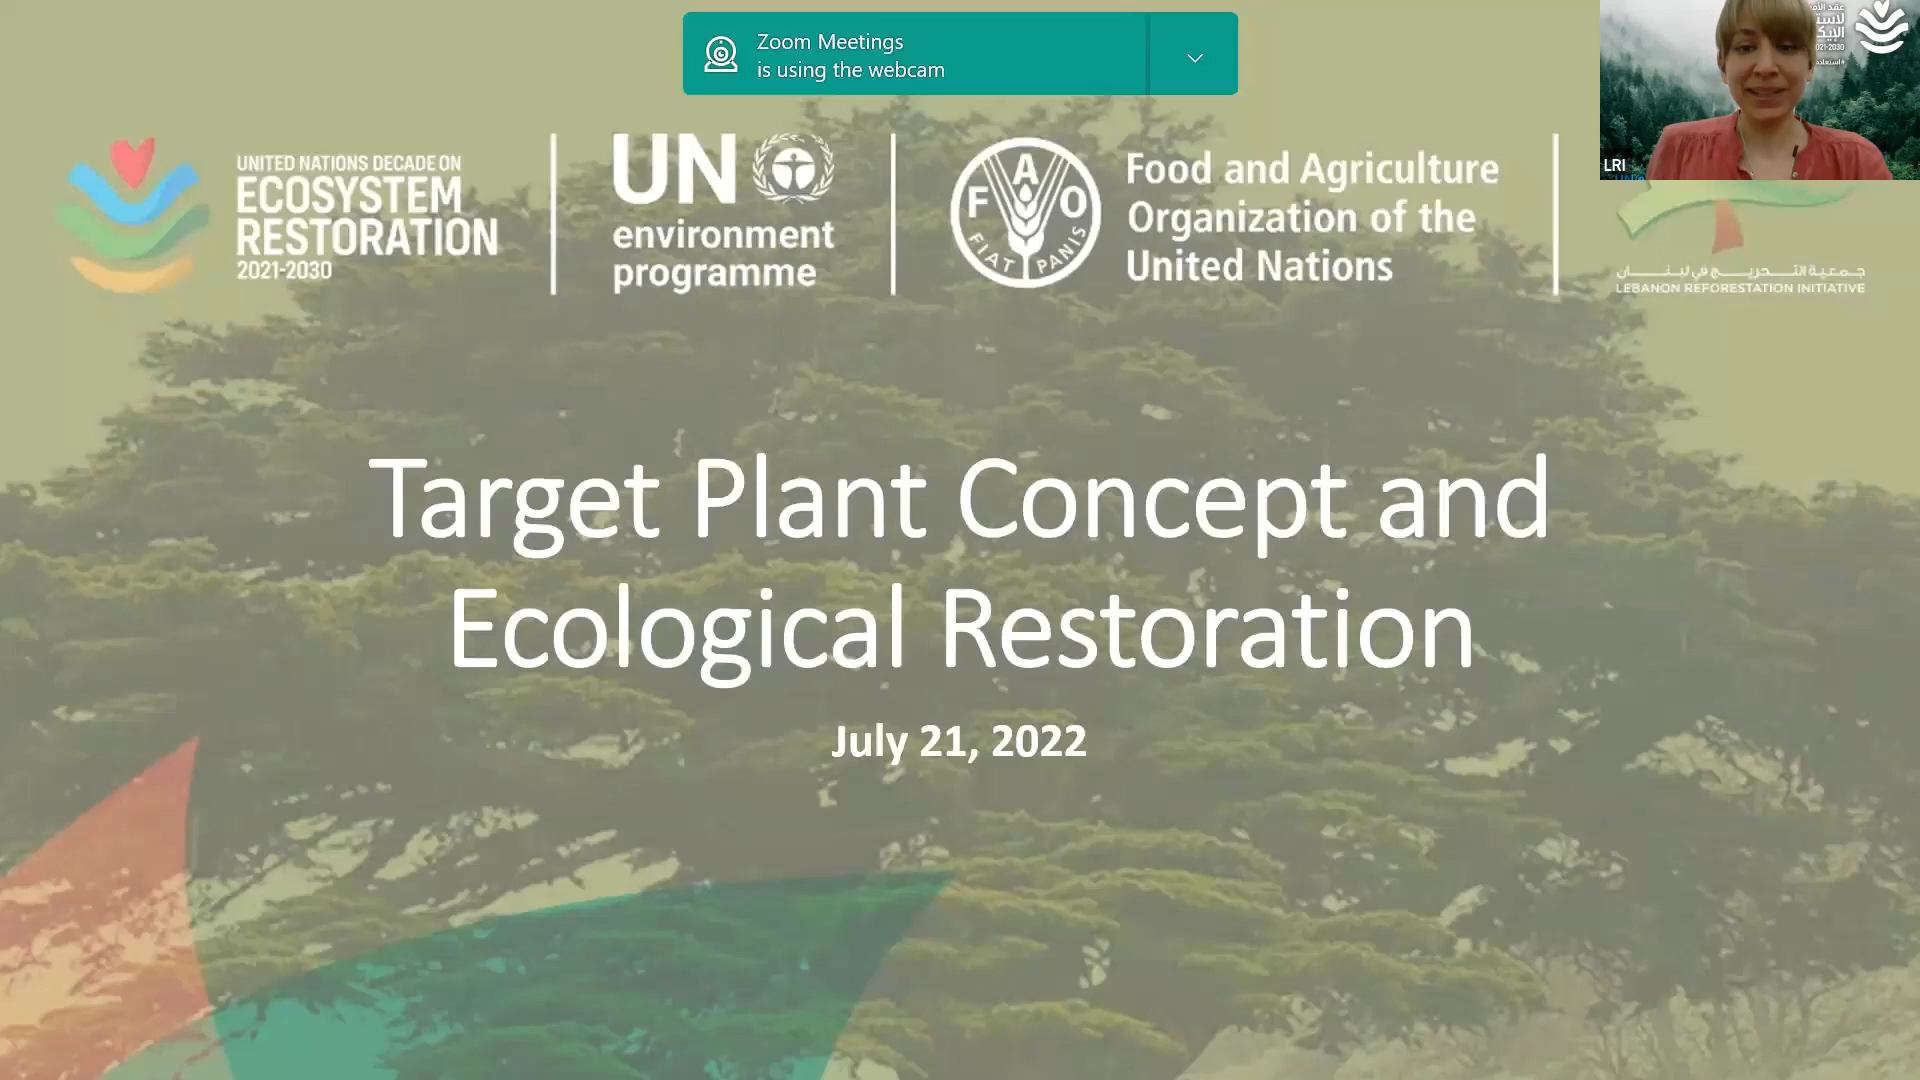 Zoom Meetings
is using the webcam
UNITED NATIONS DECADE ON
ECOSYSTEM
RESTORATION
2021-2030
UN
environment
programme
F A O
FIAT PANIS
Food and Agriculture
Organization of the
United Nations
LRI
جمعية التحريج في لبنان
LEBANON REFORESTATION INITIATIVE
Target Plant Concept and
Ecological Restoration
July 21, 2022